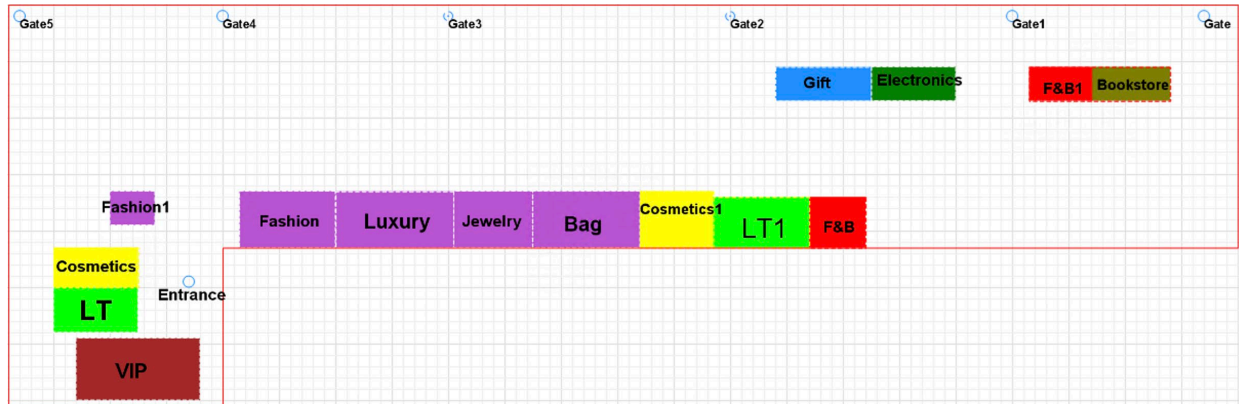 Gate5
Gate4
Gate3
Gate2
Gate1
Gate
Gift
Electronics
F&B1
Bookstore
Fashion1
Fashion
Luxury
Jewelry
Bag
Cosmetics1
LT1
F&B
Cosmetics
Entrance
LT
VIP